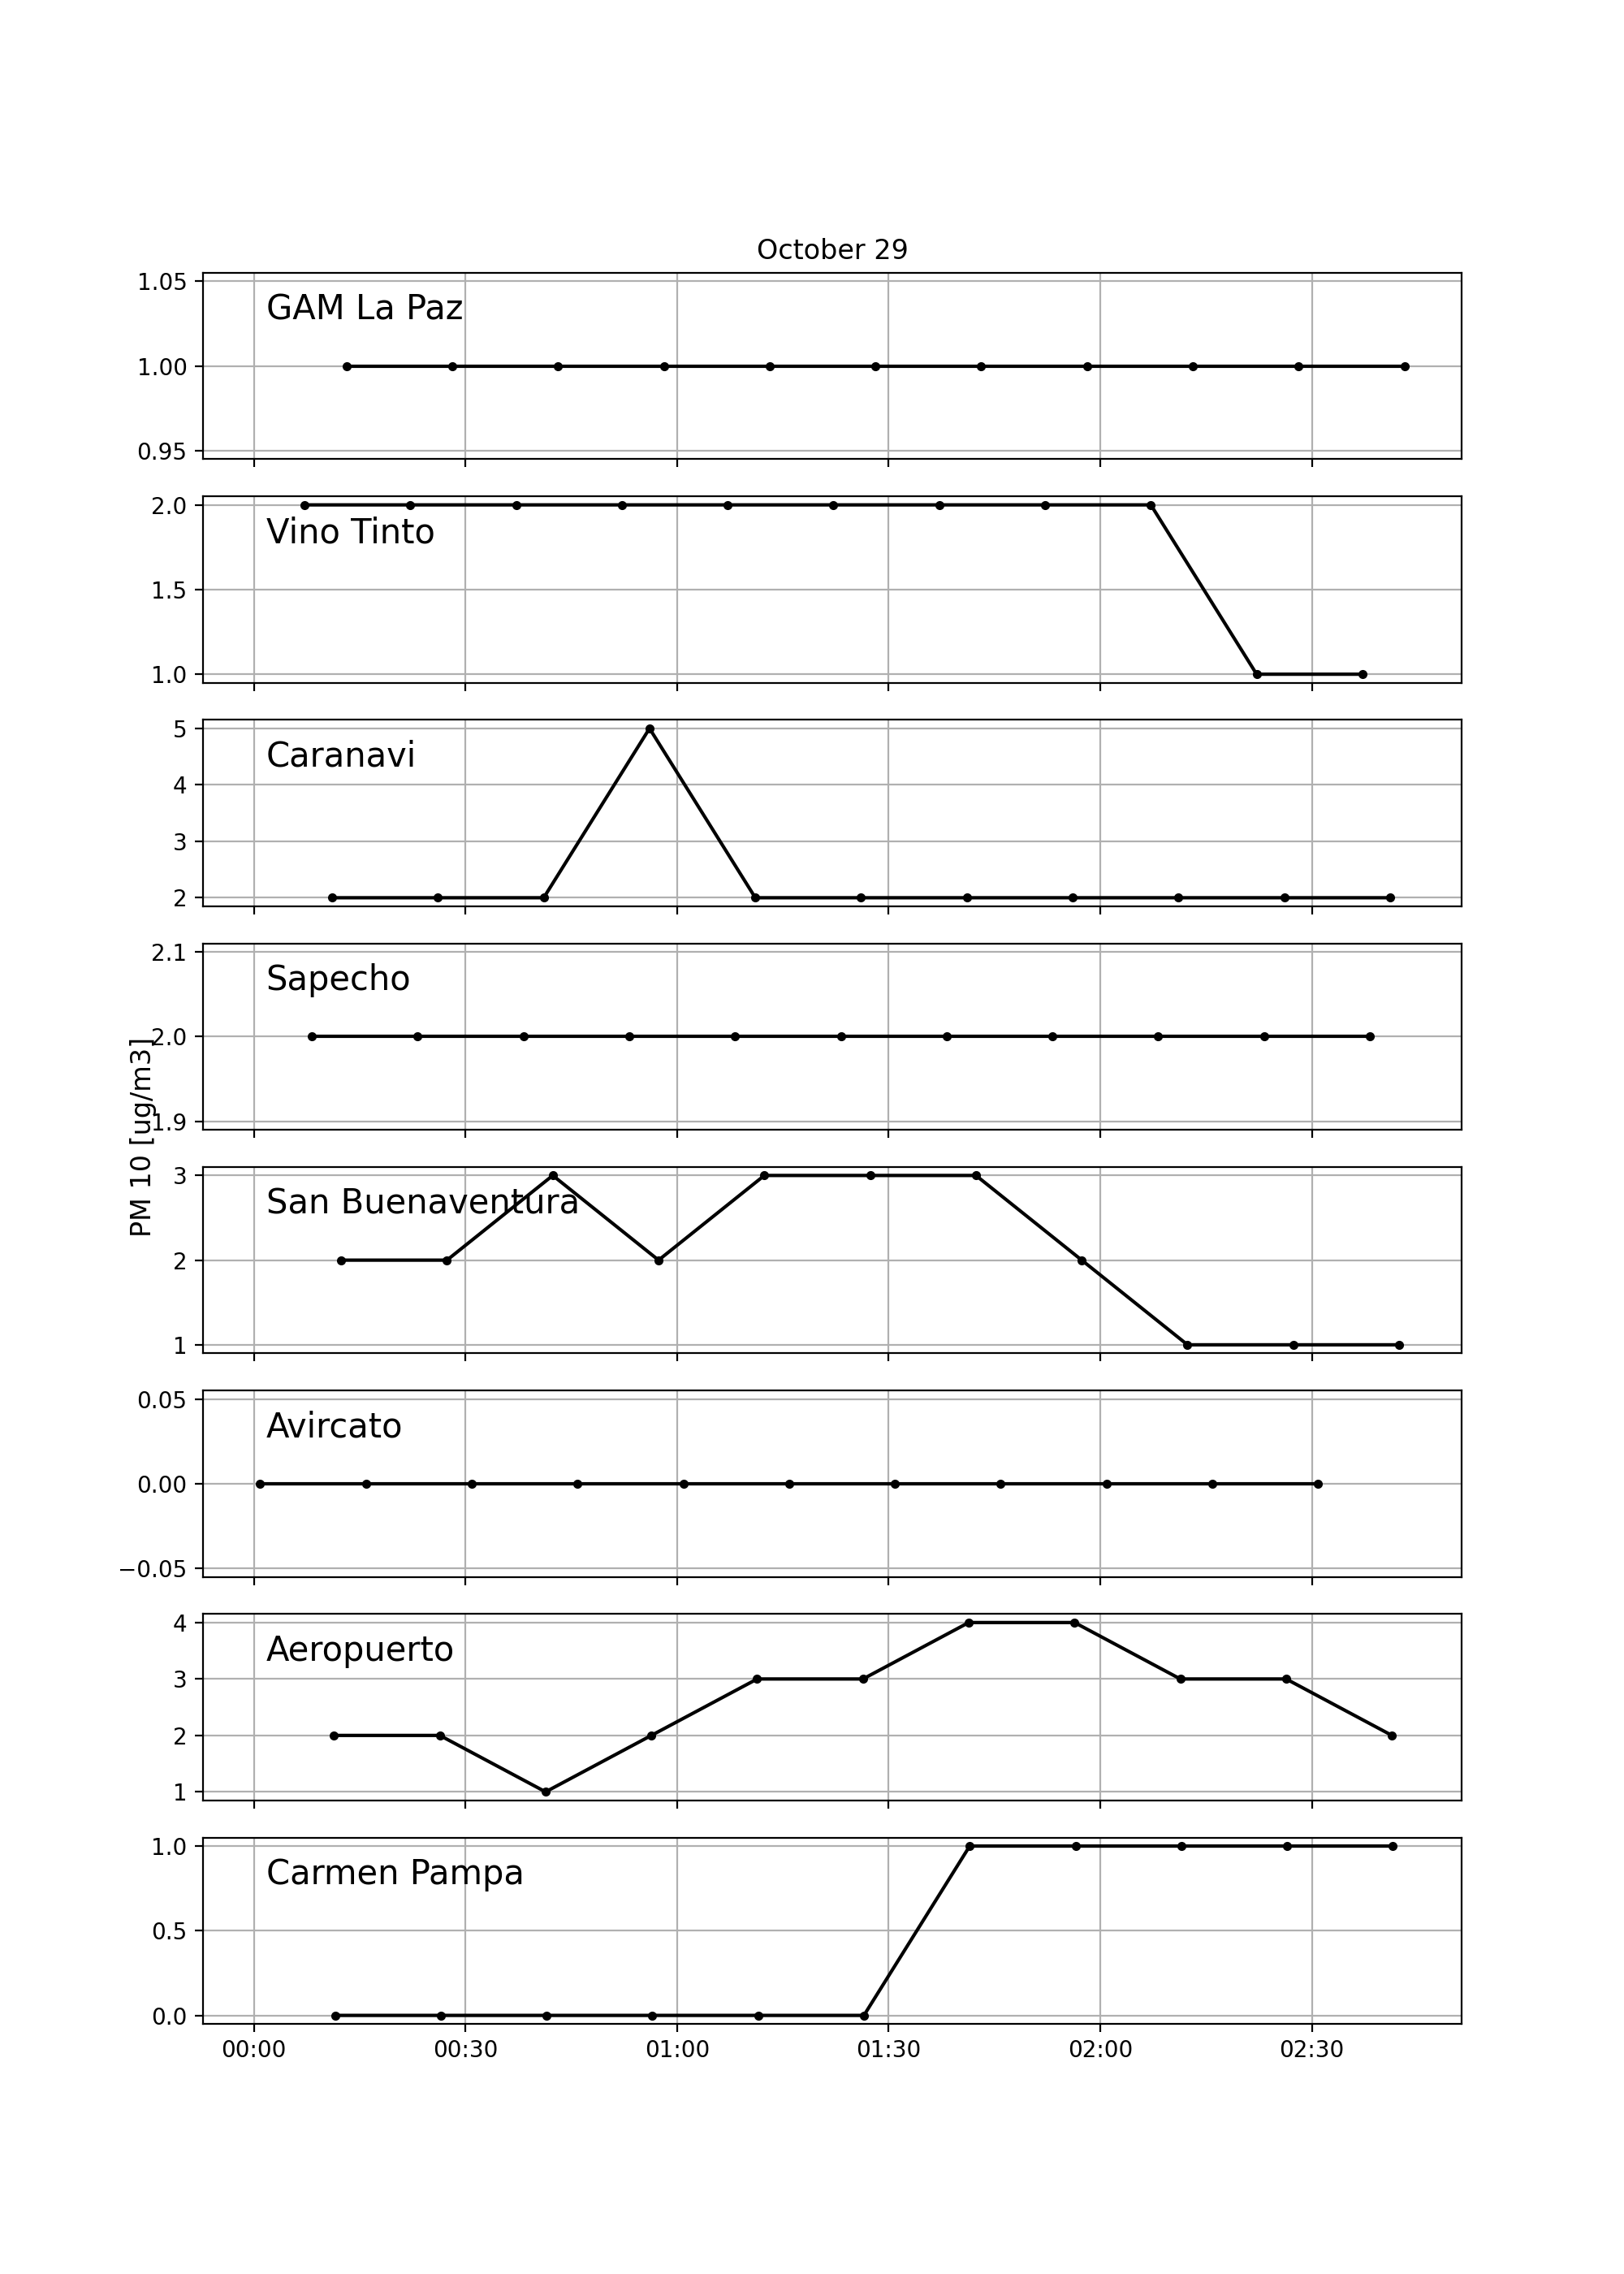 October 29
1.05
GAM La Paz
1.00
0.95
2.0
Vino Tinto
1.5
1.0
5
Caranavi
4
3
2
2.1
Sapecho
2.0
1.9
PM 10 [ug/m3]
3
San Buenaventura
2
1
0.05
Avircato
0.00
−0.05
4
Aeropuerto
3
2
1
1.0
Carmen Pampa
0.5
0.0
00:00 00:30 01:00 01:30 02:00 02:30